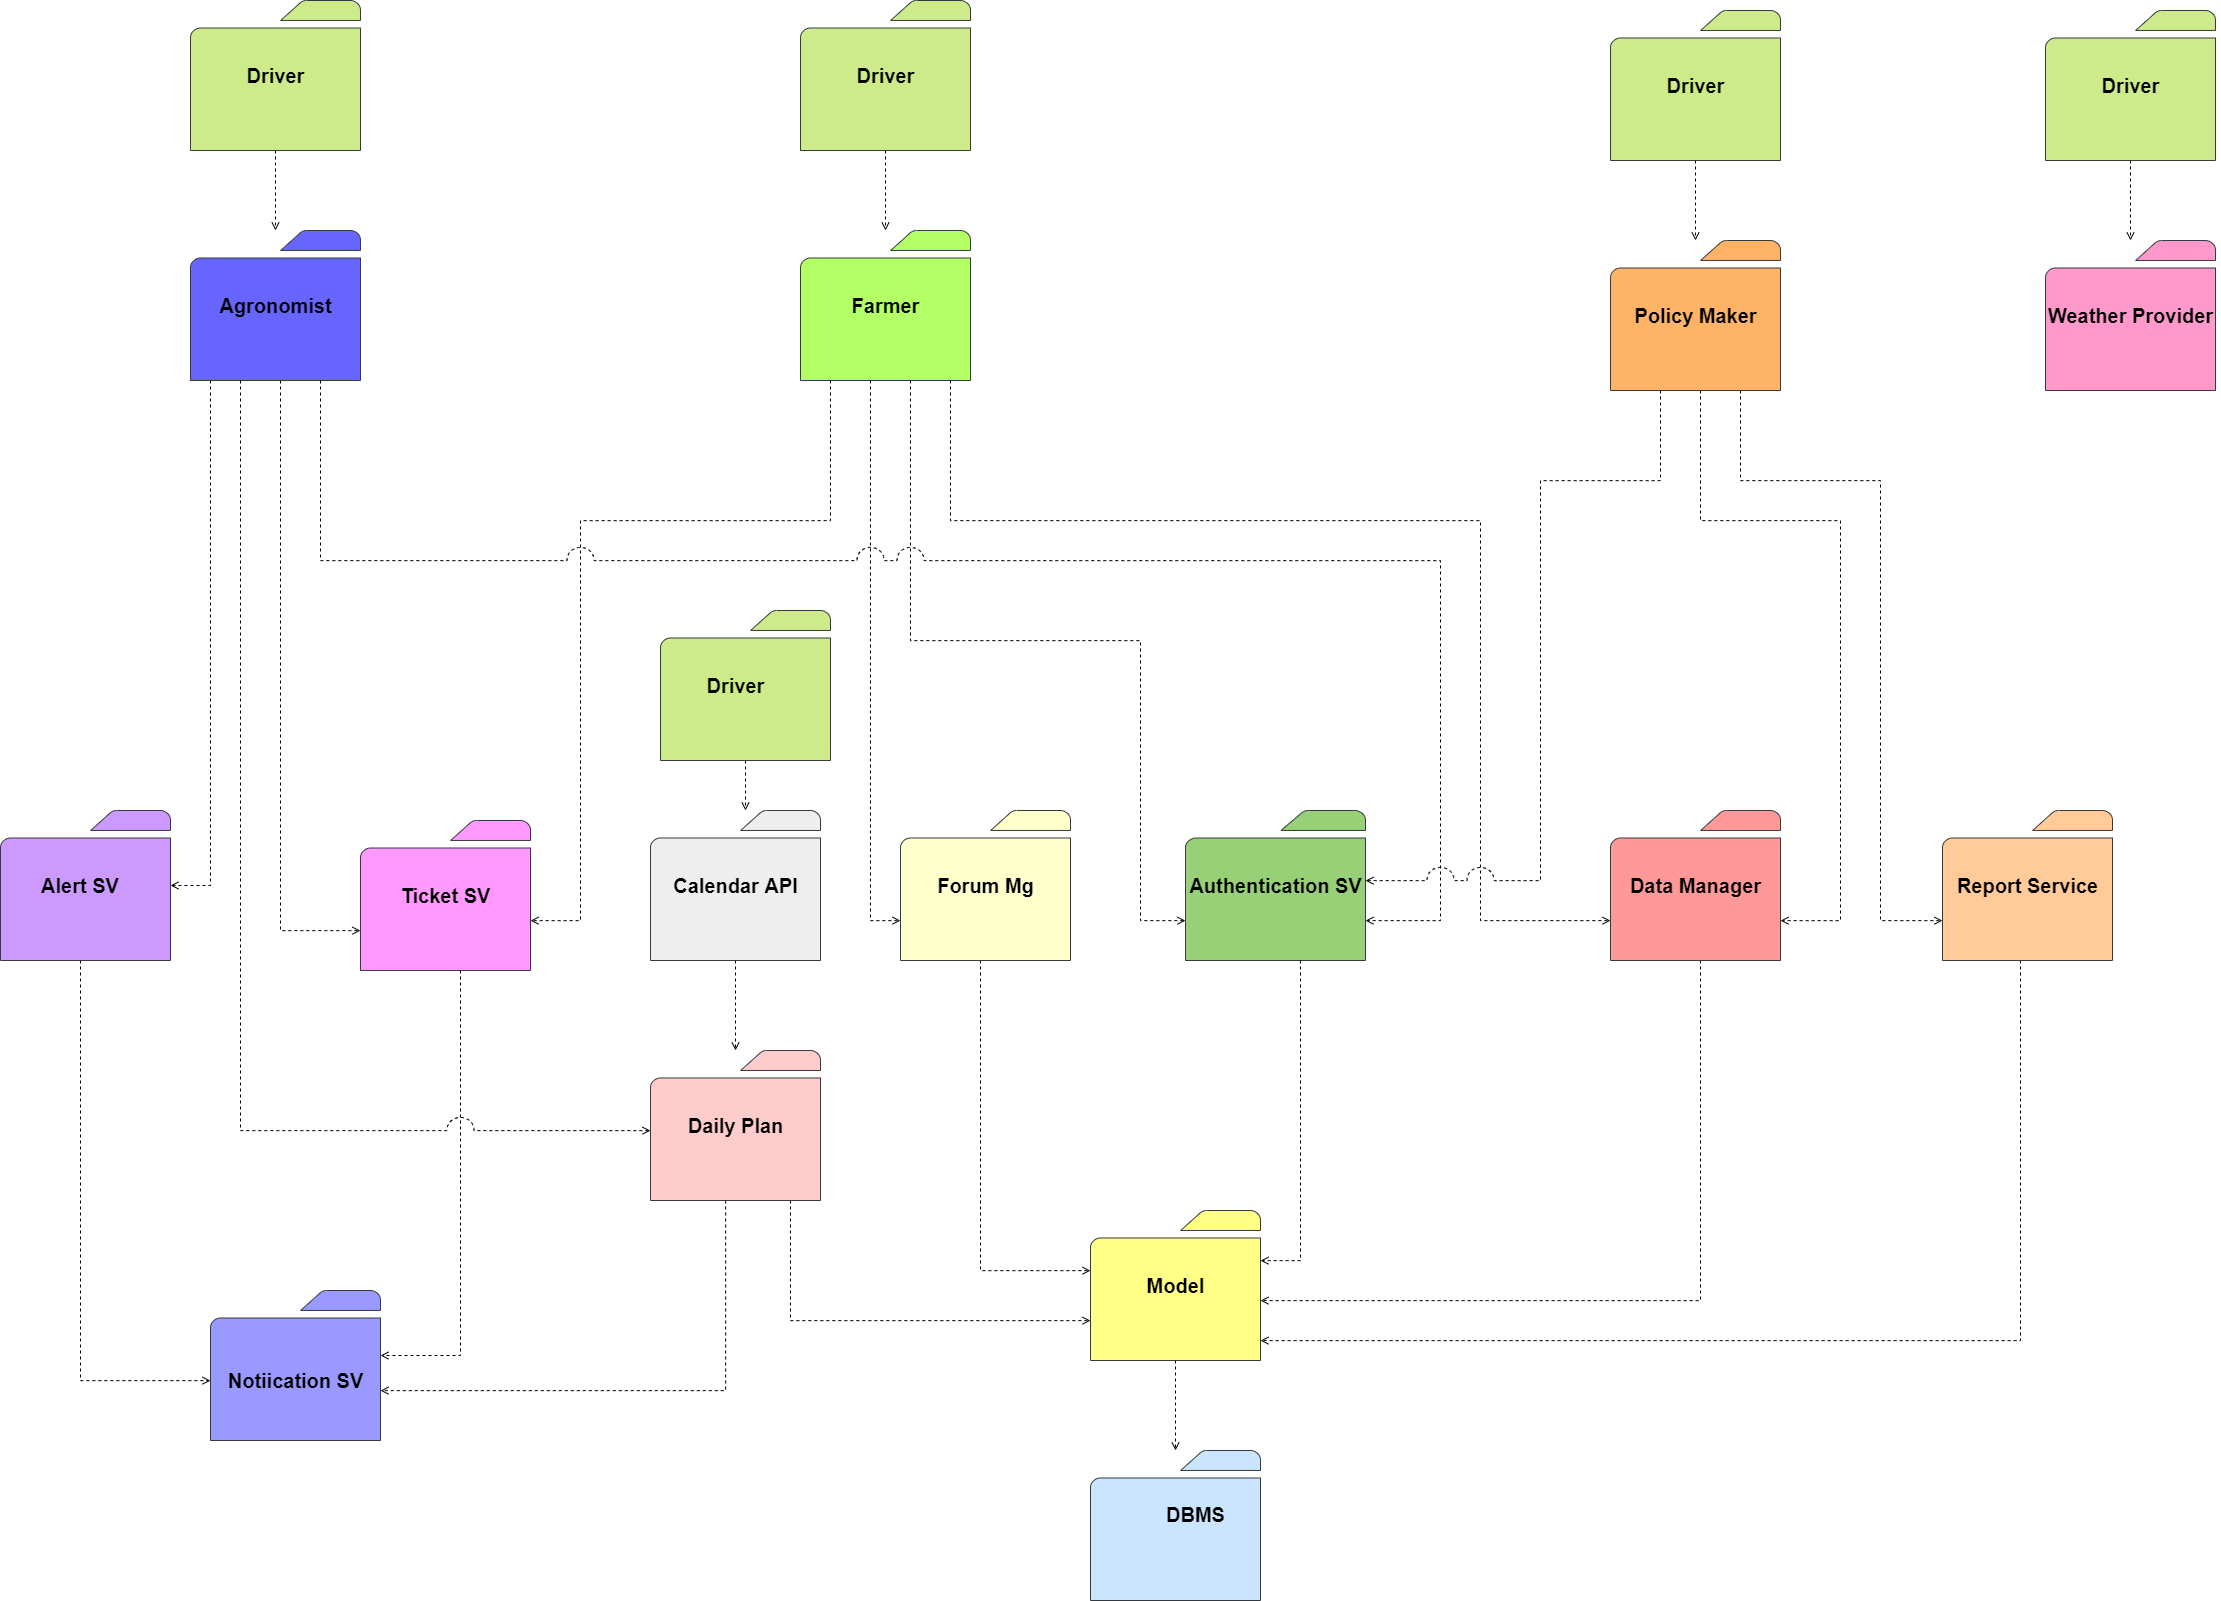 Driver
Driver
Driver
Driver
Agronomist
Farmer
Policy Maker
Weather Provider
Driver
Alert SV
Ticket SV
Calendar API
Forum Mg
Authentication SV
Data Manager
Report Service
Daily Plan
Model
Notiication SV
DBMS